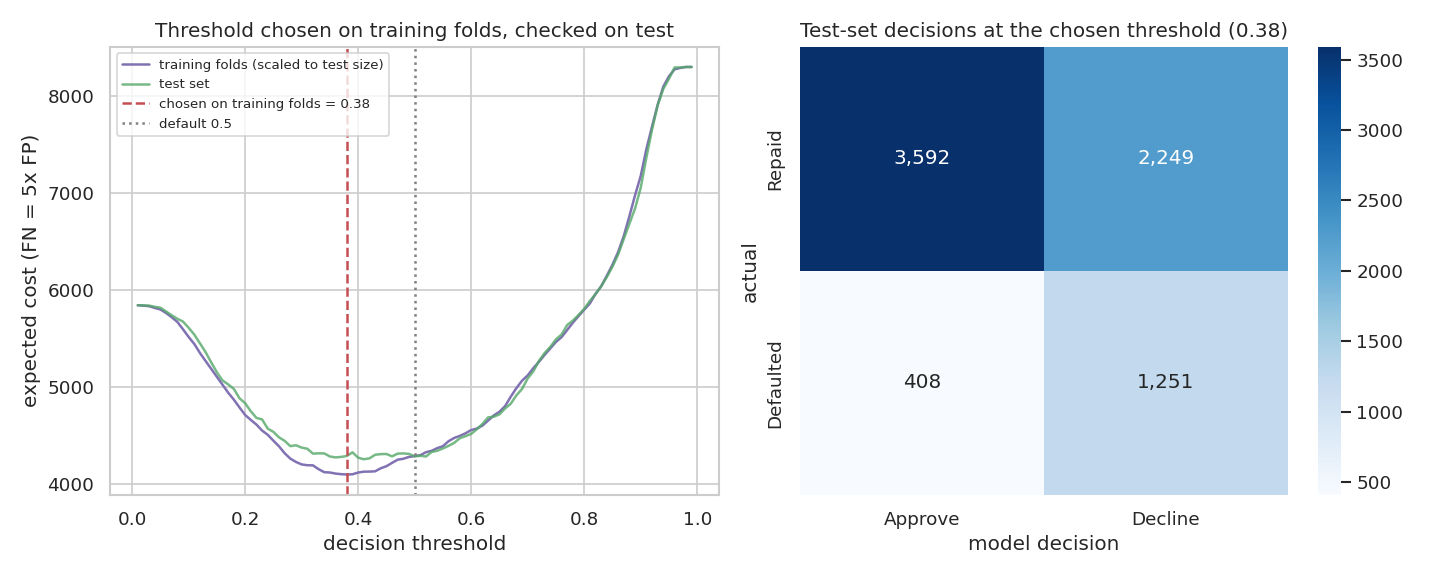 Threshold chosen on training folds, checked on test
training folds (scaled to test size)
test set
chosen on training folds = 0.38
default 0.5
expected cost (FN = 5x FP)
8000
7000
6000
5000
4000
0.0 0.2 0.4 0.6 0.8 1.0
decision threshold
Test-set decisions at the chosen threshold (0.38)
actual
Repaid
Defaulted
3,592 2,249
408 1,251
Approve Decline
model decision
3500
3000
2500
2000
1500
1000
500